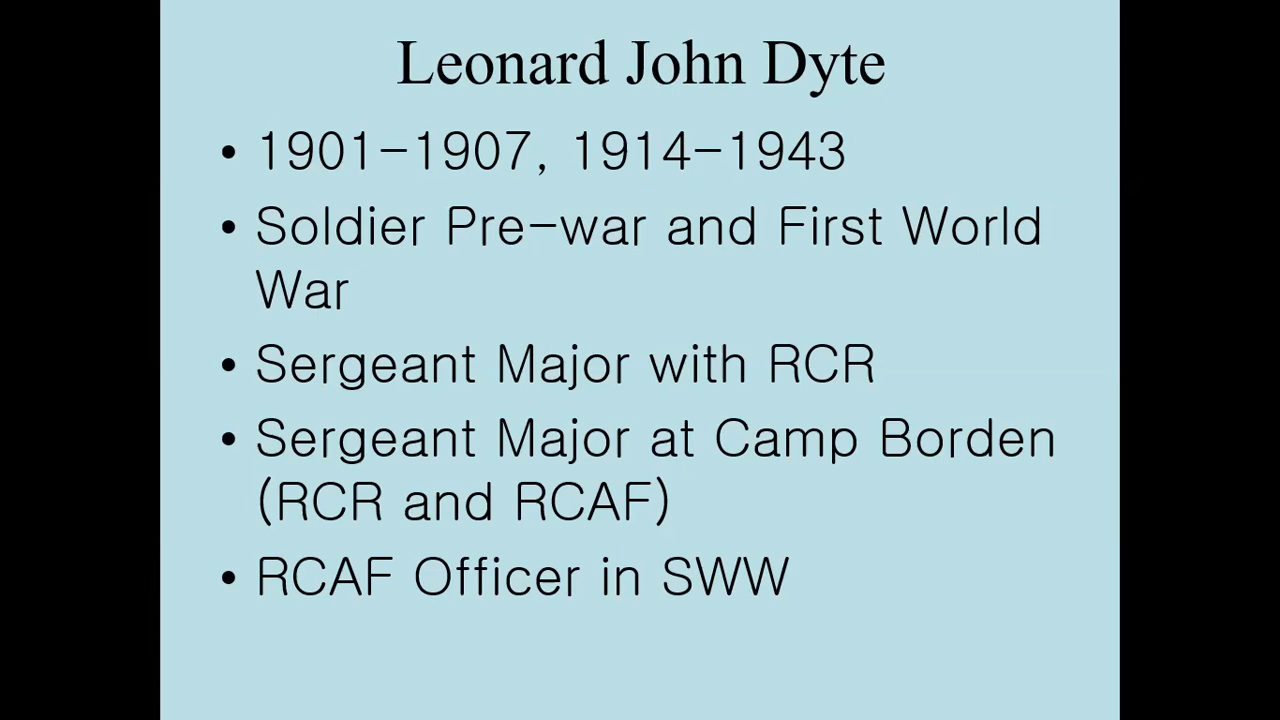 Leonard John Dyte
• 1901-1907, 1914-1943
• Soldier Pre-war and First World
War
• Sergeant Major with RCR
• Sergeant Major at Camp Borden
(RCR and RCAF)
• RCAF Officer in SWW